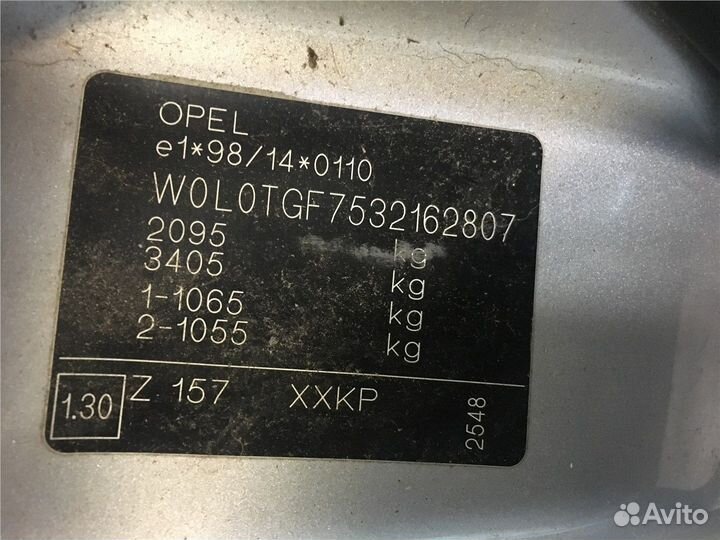 OPEL
e1*98/14*0110
W0L0TGF7532162807
2095 kg
3405 kg
1-1065 kg
2-1055 kg
1.30 Z 157 XXKP 2548
Avito